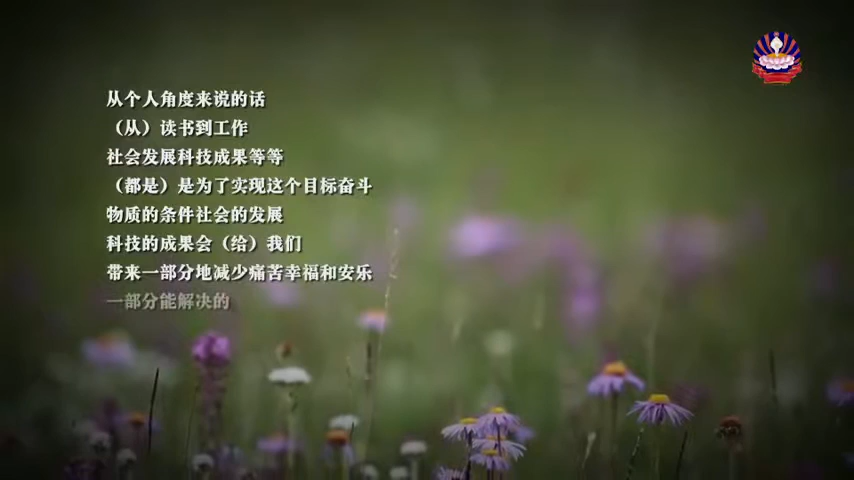 从个人角度来说的话
（从）读书到工作
社会发展科技成果等等
（都是）是为了实现这个目标奋斗
物质的条件社会的发展
科技的成果会（给）我们
带来一部分地减少痛苦幸福和安乐
一部分能解决的